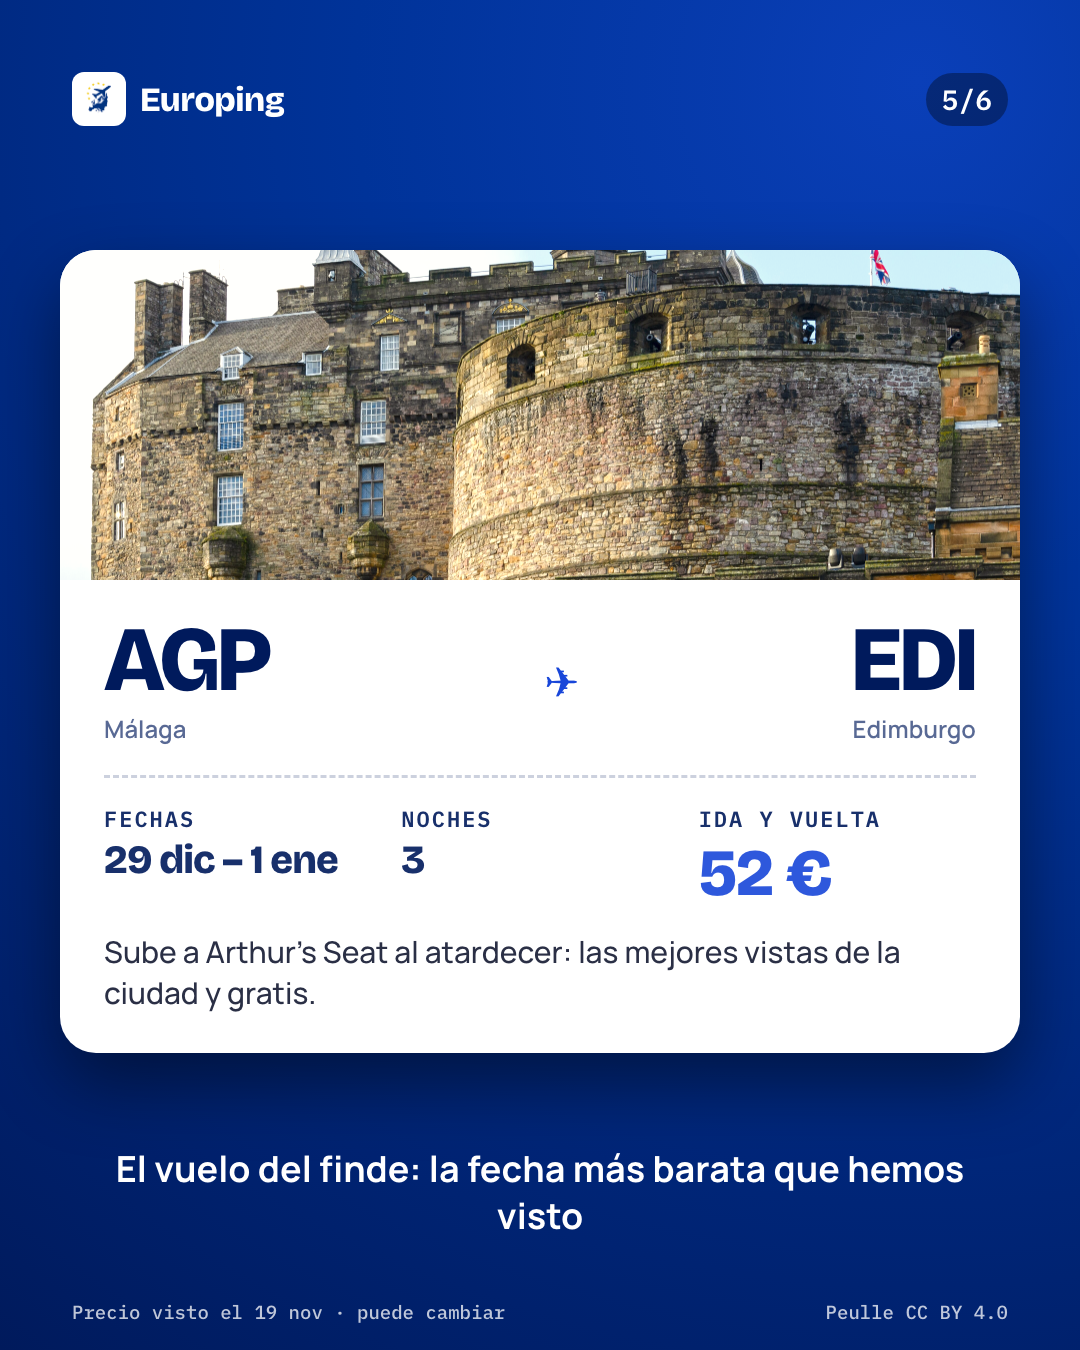 Europing
5/6
AGP
EDI
Málaga
Edimburgo
FECHAS
NOCHES
IDA Y VUELTA
29 dic – 1 ene
3
52 €
Sube a Arthur’s Seat al atardecer: las mejores vistas de la
ciudad y gratis.
El vuelo del finde: la fecha más barata que hemos
visto
Precio visto el 19 nov · puede cambiar
Peulle CC BY 4.0